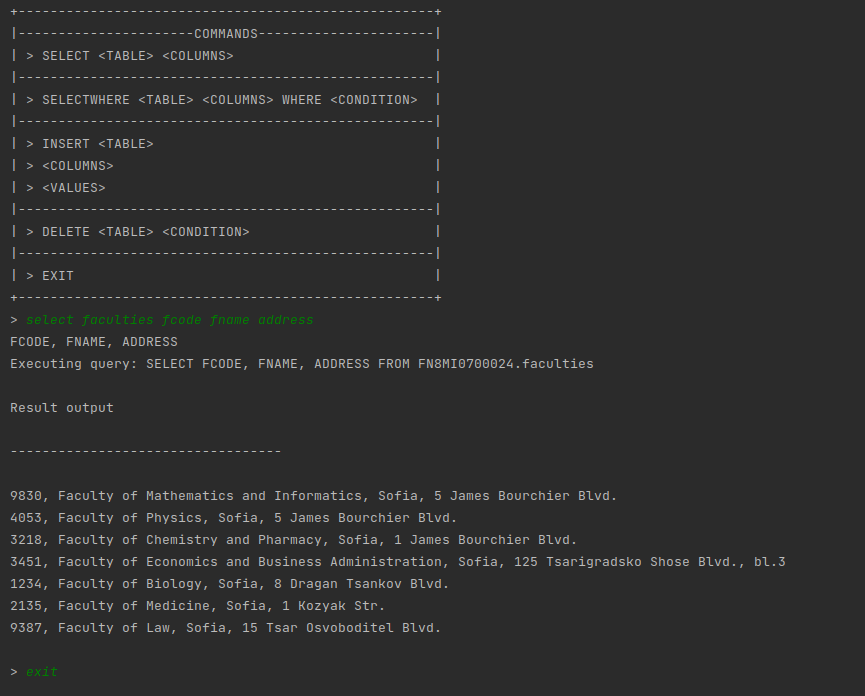 +----------------------------------------------------+
|----------------------COMMANDS----------------------|
| > SELECT <TABLE> <COLUMNS>                         |
|----------------------------------------------------|
| > SELECTWHERE <TABLE> <COLUMNS> WHERE <CONDITION>  |
|----------------------------------------------------|
| > INSERT <TABLE>                                   |
| > <COLUMNS>                                        |
| > <VALUES>                                         |
|----------------------------------------------------|
| > DELETE <TABLE> <CONDITION>                       |
|----------------------------------------------------|
| > EXIT                                             |
+----------------------------------------------------+
> select faculties fcode fname address
FCODE, FNAME, ADDRESS
Executing query: SELECT FCODE, FNAME, ADDRESS FROM FN8MI0700024.faculties
Result output
----------------------------------
9830, Faculty of Mathematics and Informatics, Sofia, 5 James Bourchier Blvd.
4053, Faculty of Physics, Sofia, 5 James Bourchier Blvd.
3218, Faculty of Chemistry and Pharmacy, Sofia, 1 James Bourchier Blvd.
3451, Faculty of Economics and Business Administration, Sofia, 125 Tsarigradsko Shose Blvd., bl.3
1234, Faculty of Biology, Sofia, 8 Dragan Tsankov Blvd.
2135, Faculty of Medicine, Sofia, 1 Kozyak Str.
9387, Faculty of Law, Sofia, 15 Tsar Osvoboditel Blvd.
> exit